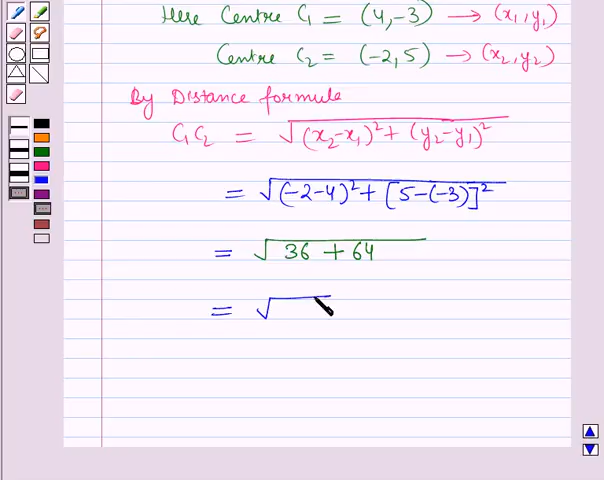 Here Centre C₁ = (4,-3) → (x₁, y₁)
Centre C₂ = (-2, 5) → (x₂, y₂)
By Distance formula
C₁C₂ = √(x₂-x₁)² + (y₂-y₁)²
= √(-2-4)² + [5-(-3)]²
= √36 + 64
= √